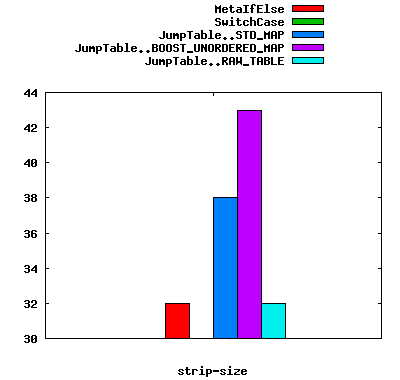 MetaIfElse
SwitchCase
JumpTable..STD_MAP
JumpTable..BOOST_UNORDERED_MAP
JumpTable..RAW_TABLE
44
42
40
38
36
34
32
30
strip-size